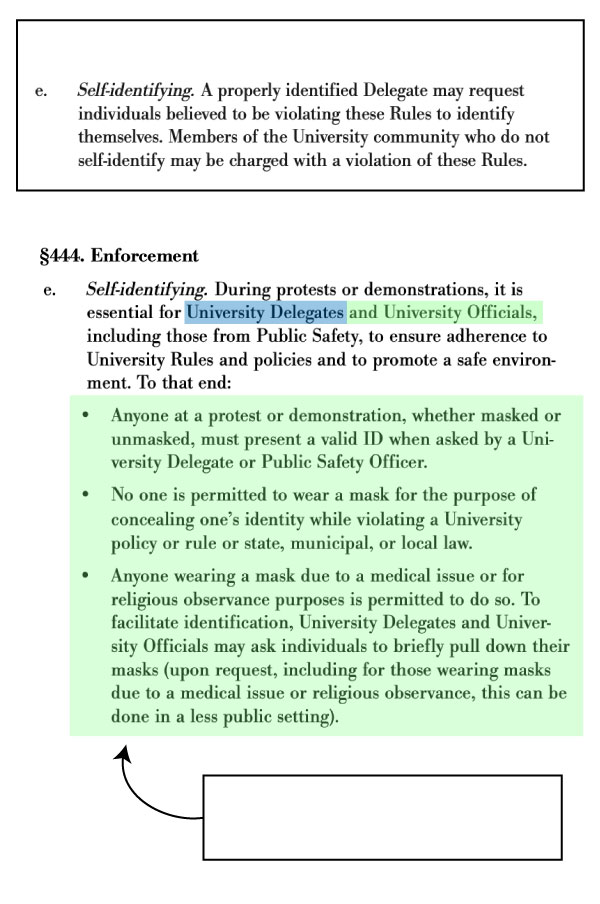 e. Self-identifying. A properly identified Delegate may request
individuals believed to be violating these Rules to identify
themselves. Members of the University community who do not
self-identify may be charged with a violation of these Rules.
§444. Enforcement
e. Self-identifying. During protests or demonstrations, it is
essential for University Delegates and University Officials,
including those from Public Safety, to ensure adherence to
University Rules and policies and to promote a safe environ-
ment. To that end:
• Anyone at a protest or demonstration, whether masked or
unmasked, must present a valid ID when asked by a Uni-
versity Delegate or Public Safety Officer.
• No one is permitted to wear a mask for the purpose of
concealing one’s identity while violating a University
policy or rule or state, municipal, or local law.
• Anyone wearing a mask due to a medical issue or for
religious observance purposes is permitted to do so. To
facilitate identification, University Delegates and Univer-
sity Officials may ask individuals to briefly pull down their
masks (upon request, including for those wearing masks
due to a medical issue or religious observance, this can be
done in a less public setting).